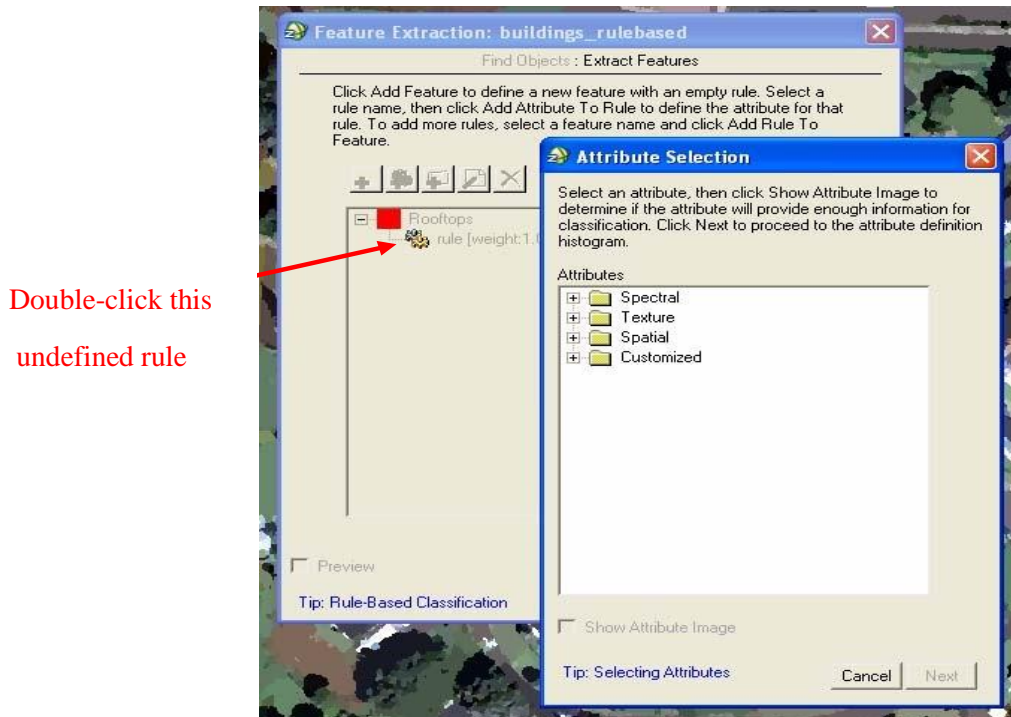 Double-click this
undefined rule
Feature Extraction: buildings_rulebased
Find Objects : Extract Features
Click Add Feature to define a new feature with an empty rule. Select a
rule name, then click Add Attribute To Rule to define the attribute for that
rule. To add more rules, select a feature name and click Add Rule To
Feature.
Rooftops
rule [weight:1.
Preview
Tip: Rule-Based Classification
Attribute Selection
Select an attribute, then click Show Attribute Image to
determine if the attribute will provide enough information for
classification. Click Next to proceed to the attribute definition
histogram.
Attributes
Spectral
Texture
Spatial
Customized
Show Attribute Image
Tip: Selecting Attributes
Cancel
Next